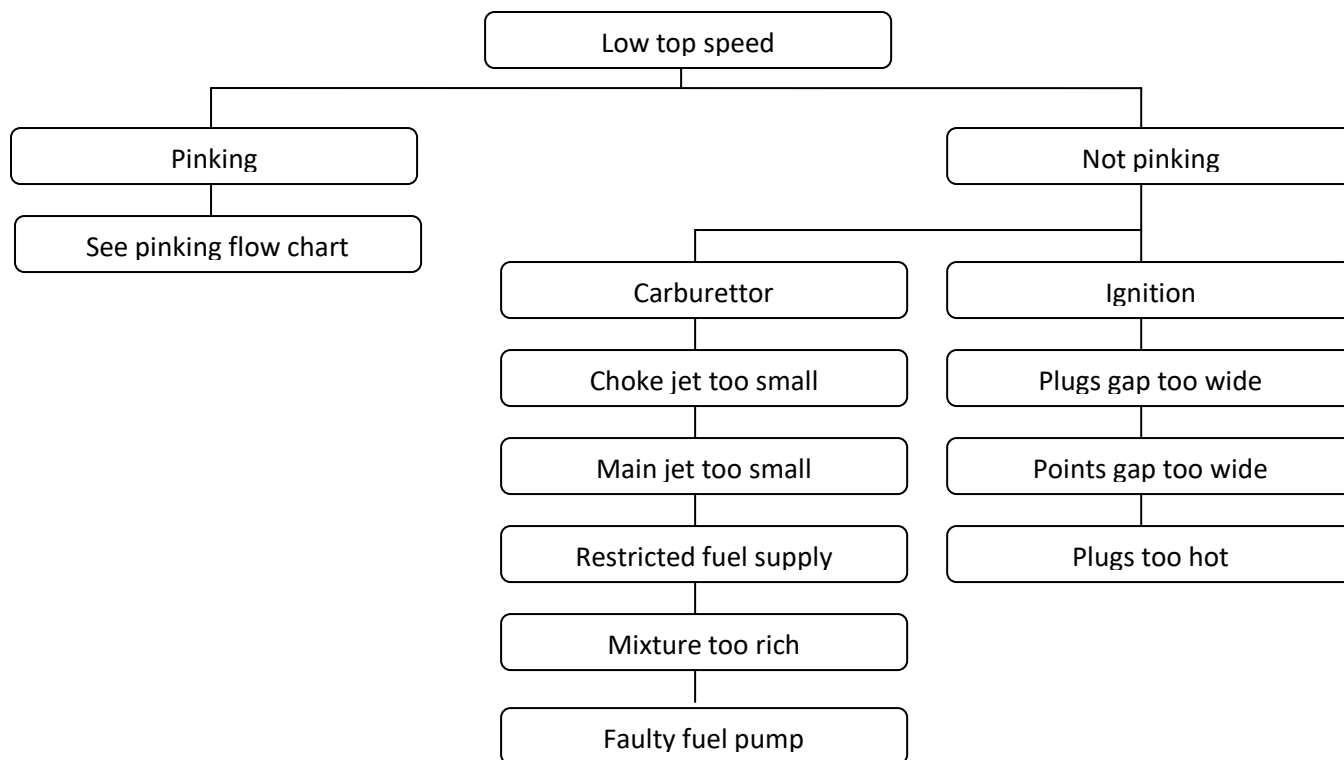 Low top speed
Pinking
Not pinking
See pinking flow chart
Carburettor
Ignition
Choke jet too small
Plugs gap too wide
Main jet too small
Points gap too wide
Restricted fuel supply
Plugs too hot
Mixture too rich
Faulty fuel pump